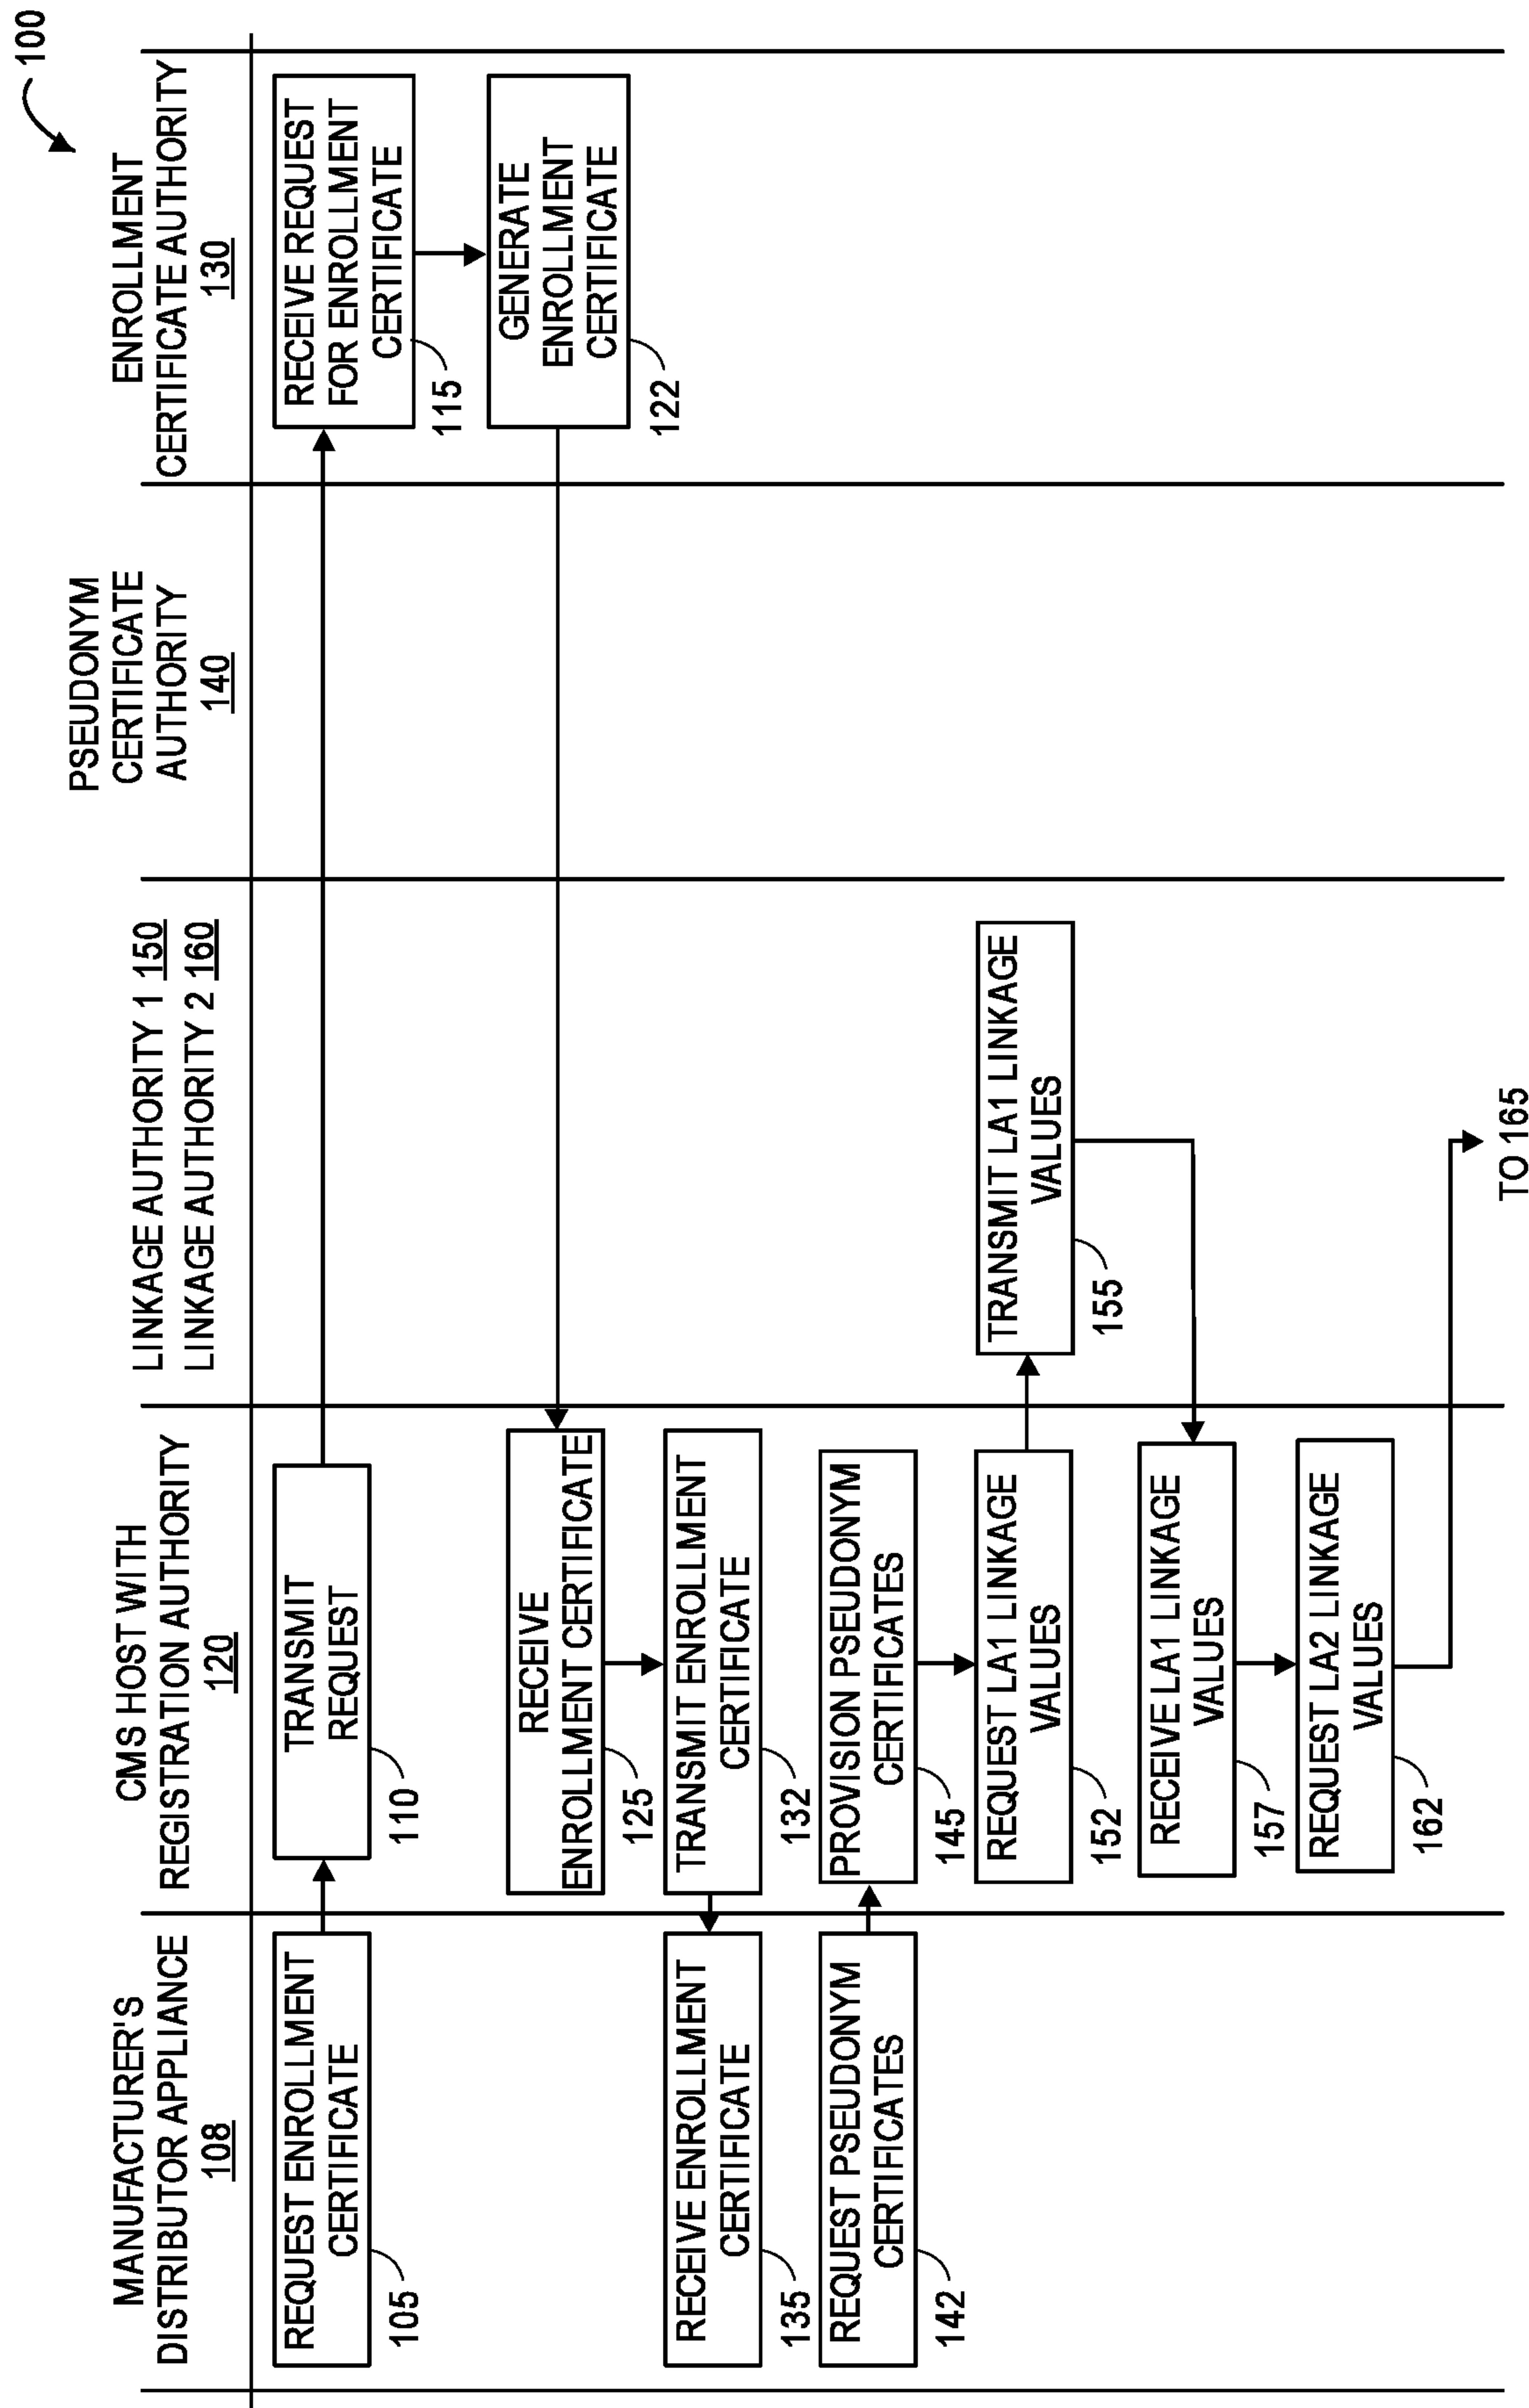 100
MANUFACTURER'S
DISTRIBUTOR APPLIANCE
108
CMS HOST WITH
REGISTRATION AUTHORITY
120
LINKAGE AUTHORITY 1 150
LINKAGE AUTHORITY 2 160
PSEUDONYM
CERTIFICATE
AUTHORITY
140
ENROLLMENT
CERTIFICATE AUTHORITY
130
REQUEST ENROLLMENT
CERTIFICATE
105
TRANSMIT
REQUEST
110
RECEIVE REQUEST
FOR ENROLLMENT
CERTIFICATE
115
GENERATE
ENROLLMENT
CERTIFICATE
122
RECEIVE
ENROLLMENT CERTIFICATE
125
TRANSMIT ENROLLMENT
CERTIFICATE
132
RECEIVE ENROLLMENT
CERTIFICATE
135
REQUEST PSEUDONYM
CERTIFICATES
142
PROVISION PSEUDONYM
CERTIFICATES
145
REQUEST LA1 LINKAGE
VALUES
152
TRANSMIT LA1 LINKAGE
VALUES
155
RECEIVE LA1 LINKAGE
VALUES
157
REQUEST LA2 LINKAGE
VALUES
162
TO 165